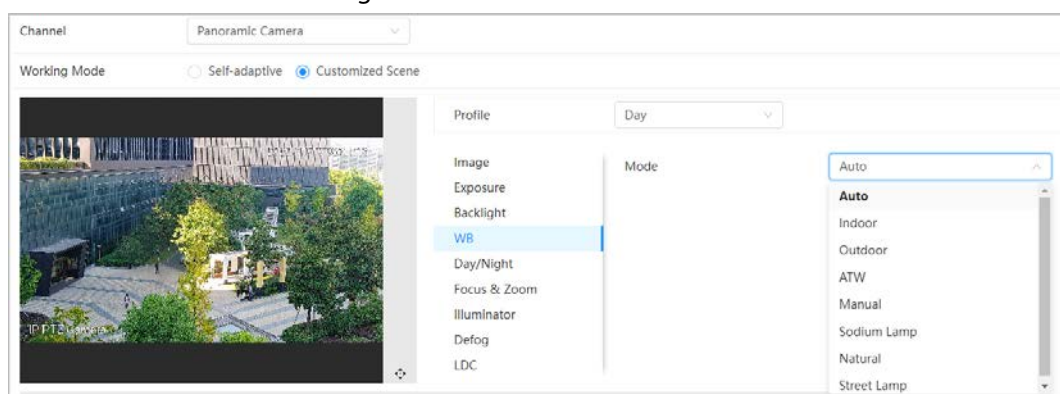 Channel Panoramic Camera
Working Mode Self-adaptive Customized Scene
Profile Day
Image Mode Auto
Exposure Auto
Backlight Indoor
WB Outdoor
Day/Night ATW
Focus & Zoom Manual
Illuminator Sodium Lamp
IP PTZ Camera
Defog Natural
LDC Street Lamp